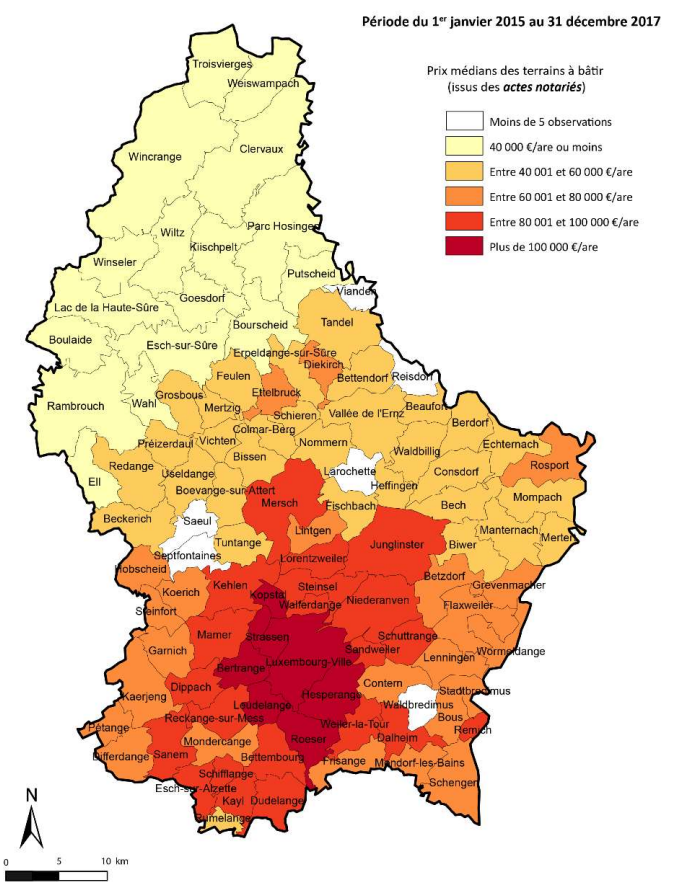 Période du 1er janvier 2015 au 31 décembre 2017
Prix médians des terrains à bâtir
(issus des actes notariés)
Moins de 5 observations
40 000 €/are ou moins
Entre 40 001 et 60 000 €/are
Entre 60 001 et 80 000 €/are
Entre 80 001 et 100 000 €/are
Plus de 100 000 €/are
Troisvierges
Weiswampach
Clervaux
Wincrange
Parc Hosingen
Wiltz
Kiischpelt
Winseler
Putscheid
Vianden
Goesdorf
Lac de la Haute-Sûre
Tandel
Bourscheid
Boulaide
Esch-sur-Sûre
Erpeldange-sur-Sûre
Diekirch
Feulen
Bettendorf
Reisdorf
Ettelbruck
Grosbous
Rambrouch
Wahl
Mertzig
Beaufort
Schieren
Vallée de l'Ernz
Berdorf
Colmar-Berg
Préizerdaul
Vichten
Nommern
Echternach
Waldbillig
Bissen
Redange
Rosport
Useldange
Larochette
Consdorf
Ell
Heffingen
Boevange-sur-Attert
Mompach
Mersch
Fischbach
Bech
Beckerich
Saeul
Lintgen
Manternach
Merter
Tuntange
Junglinster
Biwer
Septfontaines
Lorentzweiler
Hobscheid
Betzdorf
Grevenmacher
Kehlen
Steinsel
Koerich
Kopstal
Walferdange
Niederanven
Flaxweiler
Steinfort
Mamer
Strassen
Schuttrange
Garnich
Sandweiler
Wormeldange
Lenningen
Luxembourg-Ville
Bertrange
Contern
Dippach
Stadtbredimus
Hesperange
Kaerjeng
Waldbredimus
Leudelange
Bous
Reckange-sur-Mess
Weiler-la-Tour
Pétange
Remich
Dalheim
Mondercange
Roeser
Differdange
Sanem
Bettembourg
Frisange
Mondorf-les-Bains
Schifflange
Schengen
Esch-sur-Alzette
Kayl
Dudelange
Rumelange
N
0 5 10 km